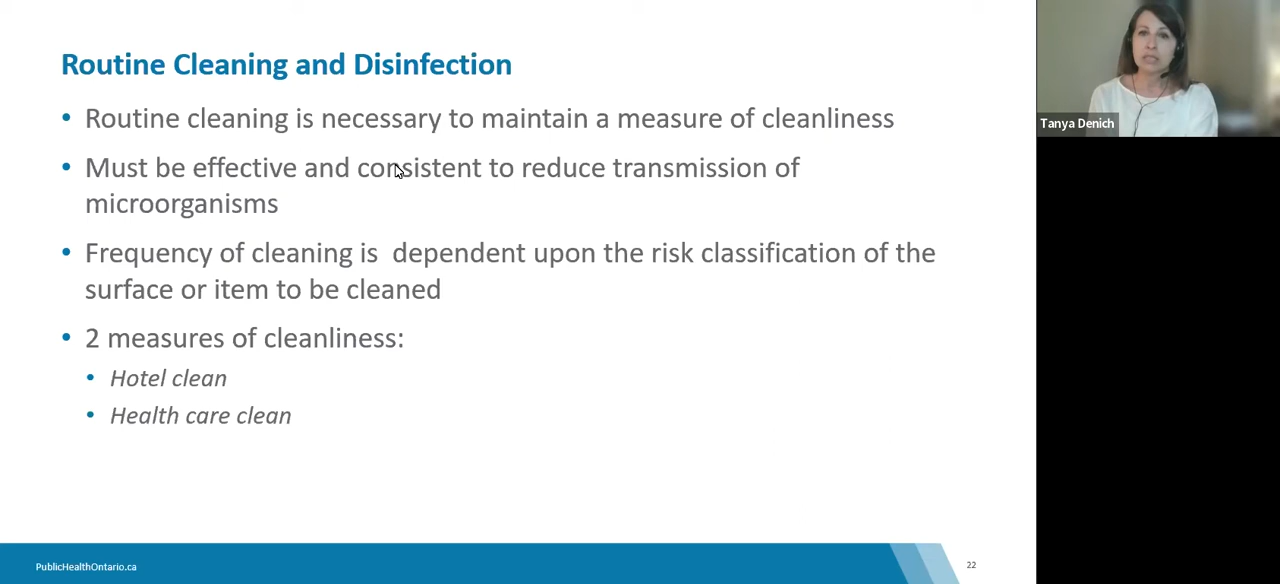 Routine Cleaning and Disinfection
• Routine cleaning is necessary to maintain a measure of cleanliness
• Must be effective and consistent to reduce transmission of
microorganisms
• Frequency of cleaning is  dependent upon the risk classification of the
surface or item to be cleaned
• 2 measures of cleanliness:
• Hotel clean
• Health care clean
PublicHealthOntario.ca
22
Tanya Denich